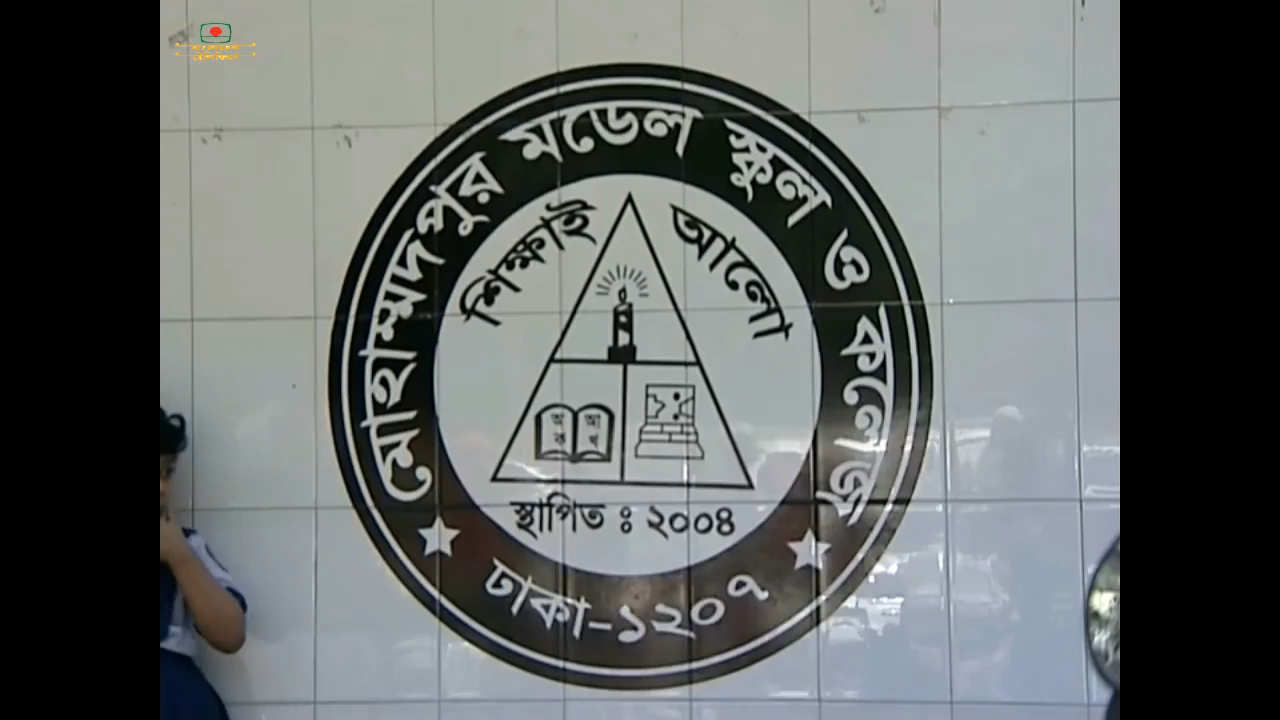 মোহাম্মদপুর মডেল স্কুল ও কলেজ
শিক্ষাই আলো
অ আ
ক খ
স্থাপিত ঃ ২০০৪
ঢাকা-১২০৭